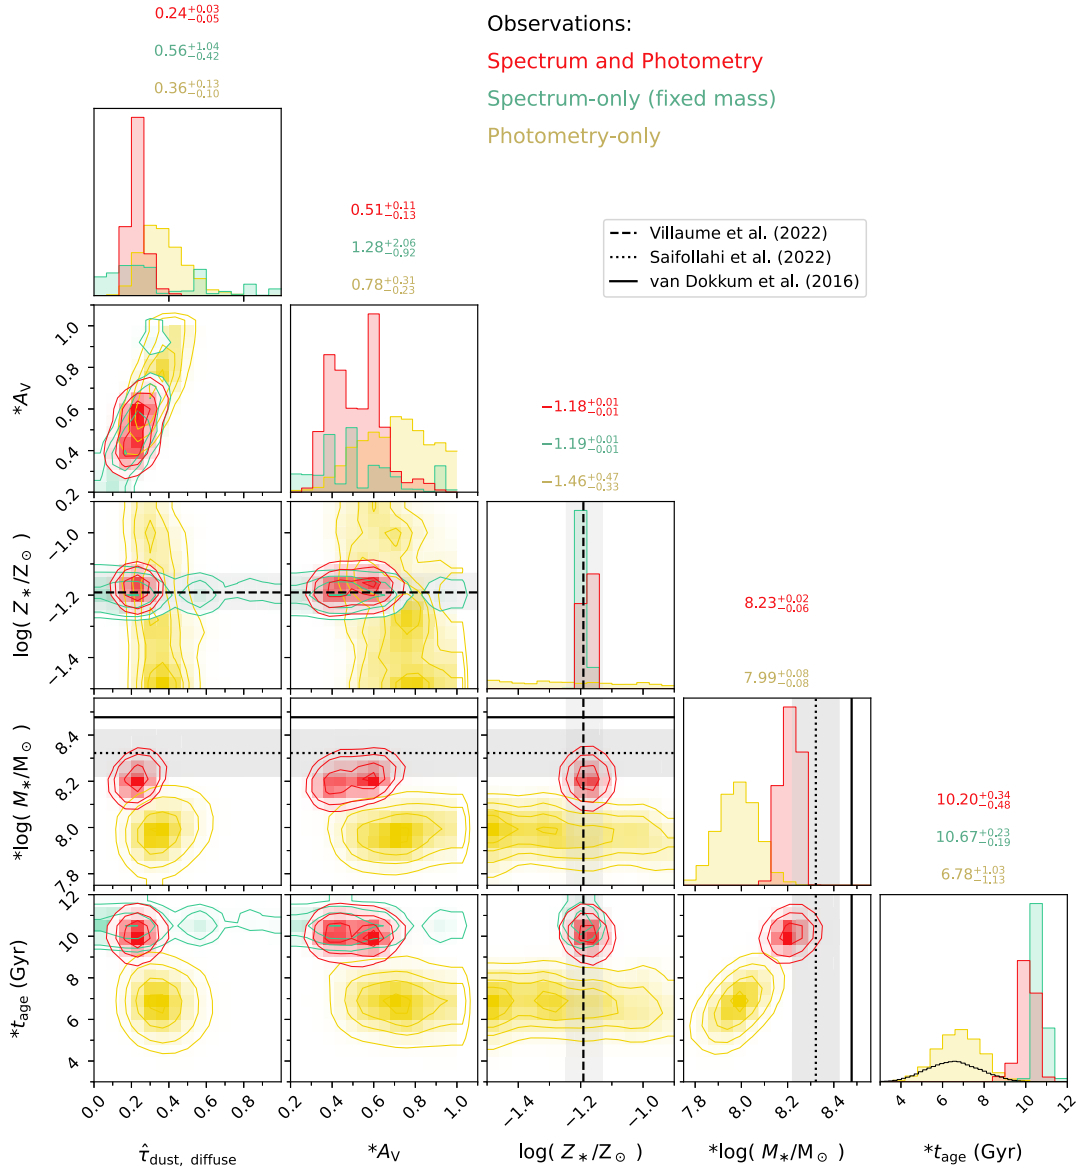 0.24+0.03−0.05
0.56+1.04−0.42
0.36+0.13−0.10
Observations:
Spectrum and Photometry
Spectrum-only (fixed mass)
Photometry-only
0.51+0.11−0.13
1.28+2.06−0.92
0.78+0.31−0.23
Villaume et al. (2022)
Saifollahi et al. (2022)
van Dokkum et al. (2016)
*AV
1.0
0.8
0.6
0.4
0.2
−1.18+0.01−0.01
−1.19+0.01−0.01
−1.46+0.47−0.33
log( Z*/Z⊙ )
0.2
−1.0
−1.2
−1.4
8.23+0.02−0.06
7.99+0.08−0.08
*log( M*/M⊙ )
8.4
8.2
8.0
7.8
10.20+0.34−0.48
10.67+0.23−0.19
6.78+1.03−1.13
*tage (Gyr)
12
10
8
6
4
0.0 0.2 0.4 0.6 0.8 0.2 0.4 0.6 0.8 1.0 −1.4 −1.2 −1.0 7.8 8.0 8.2 8.4 4 6 8 10 12
τ̂dust, diffuse *AV log( Z*/Z⊙ ) *log( M*/M⊙ ) *tage (Gyr)